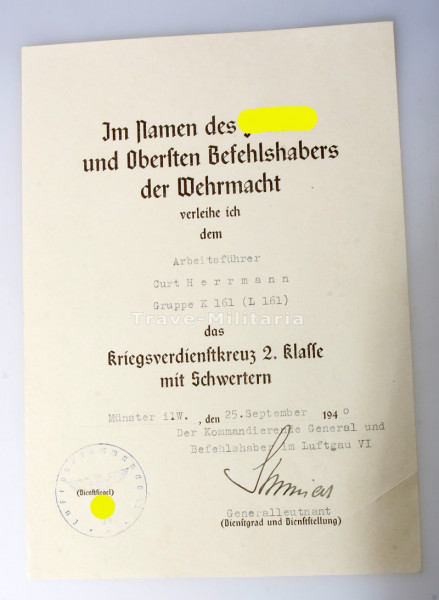 Im Namen des
und Obersten Befehlshabers
der Wehrmacht
verleihe ich
dem
Arbeitsführer
Curt Herrmann
Gruppe K 161 (L 161)
Trave-Militaria
das
Kriegsverdienstkreuz 2. Klasse
mit Schwertern
Münster i.W. , den 25.September 1940
Der Kommandierende General und
Befehlshaber im Luftgau VI
(Dienstsiegel)
Generalleutnant
(Dienstgrad und Dienststellung)